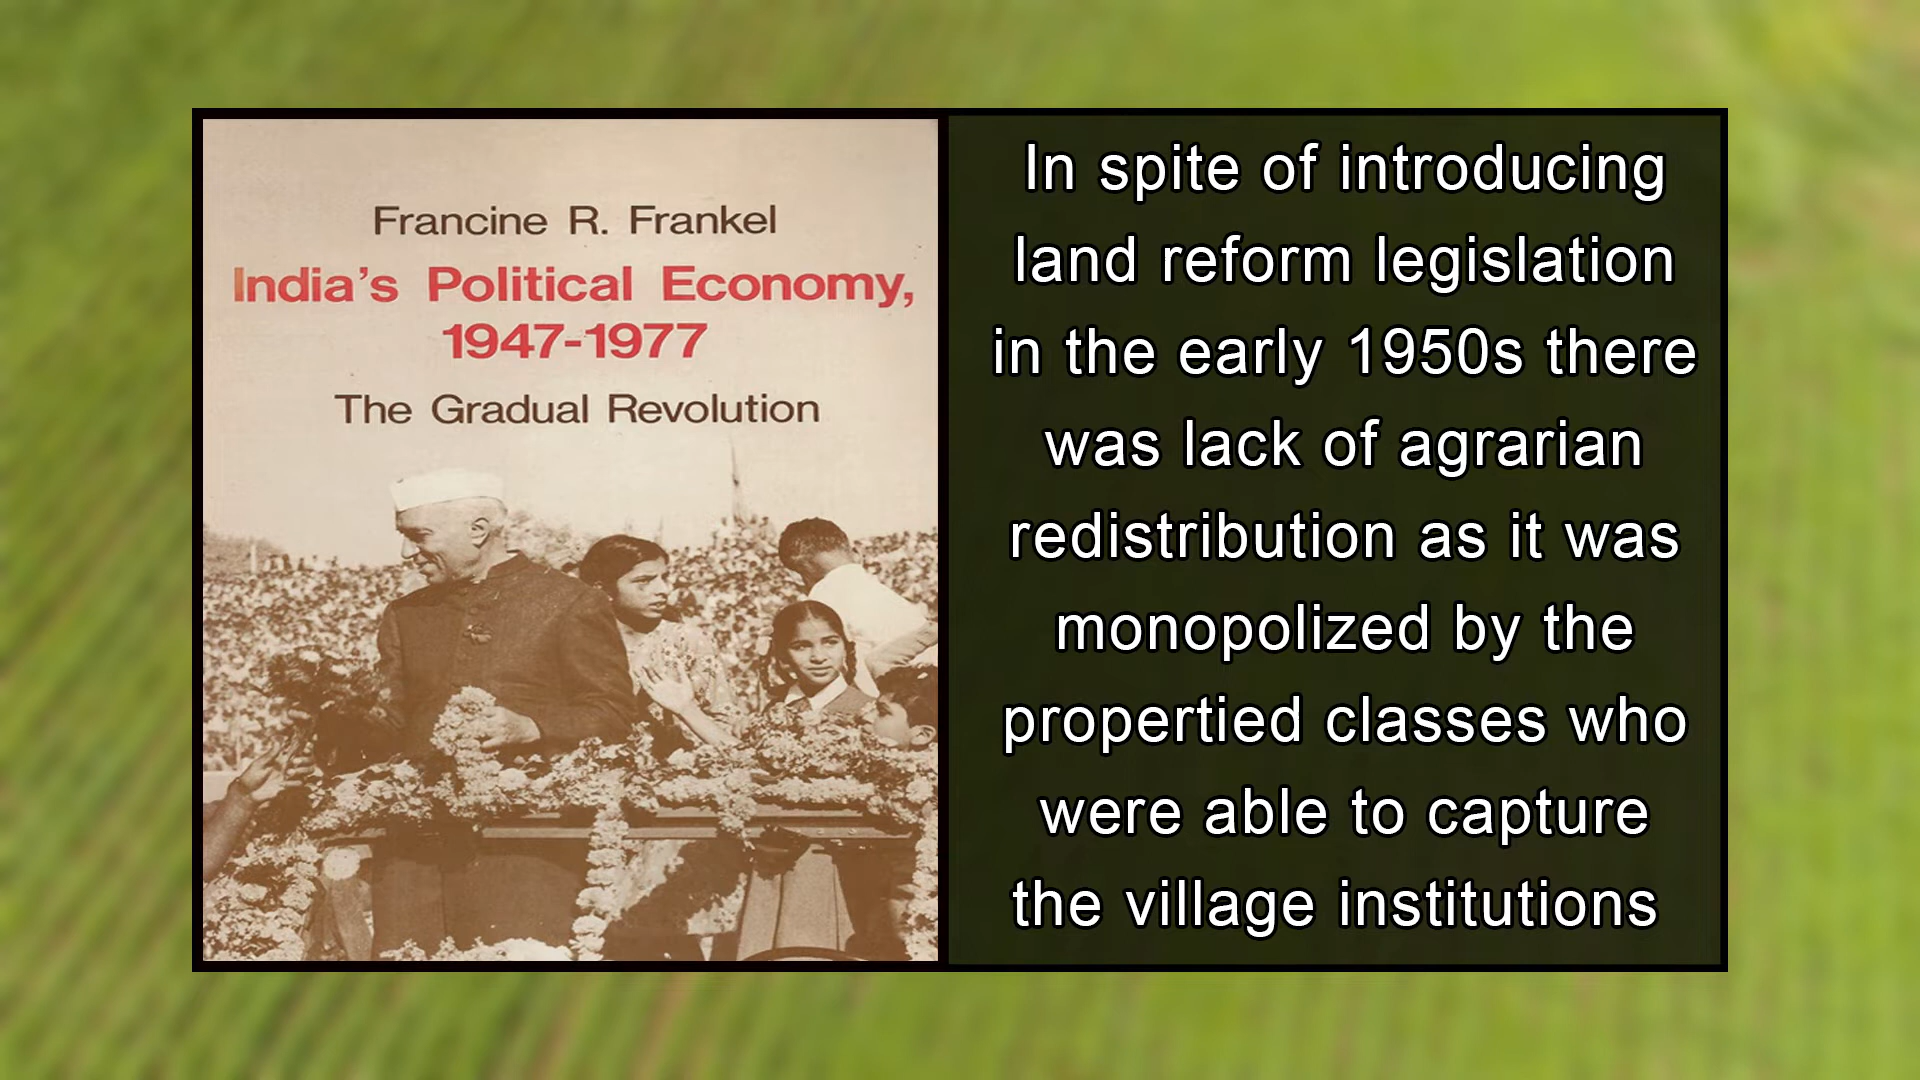 Francine R. Frankel
India's Political Economy,
1947-1977
The Gradual Revolution
In spite of introducing
land reform legislation
in the early 1950s there
was lack of agrarian
redistribution as it was
monopolized by the
propertied classes who
were able to capture
the village institutions